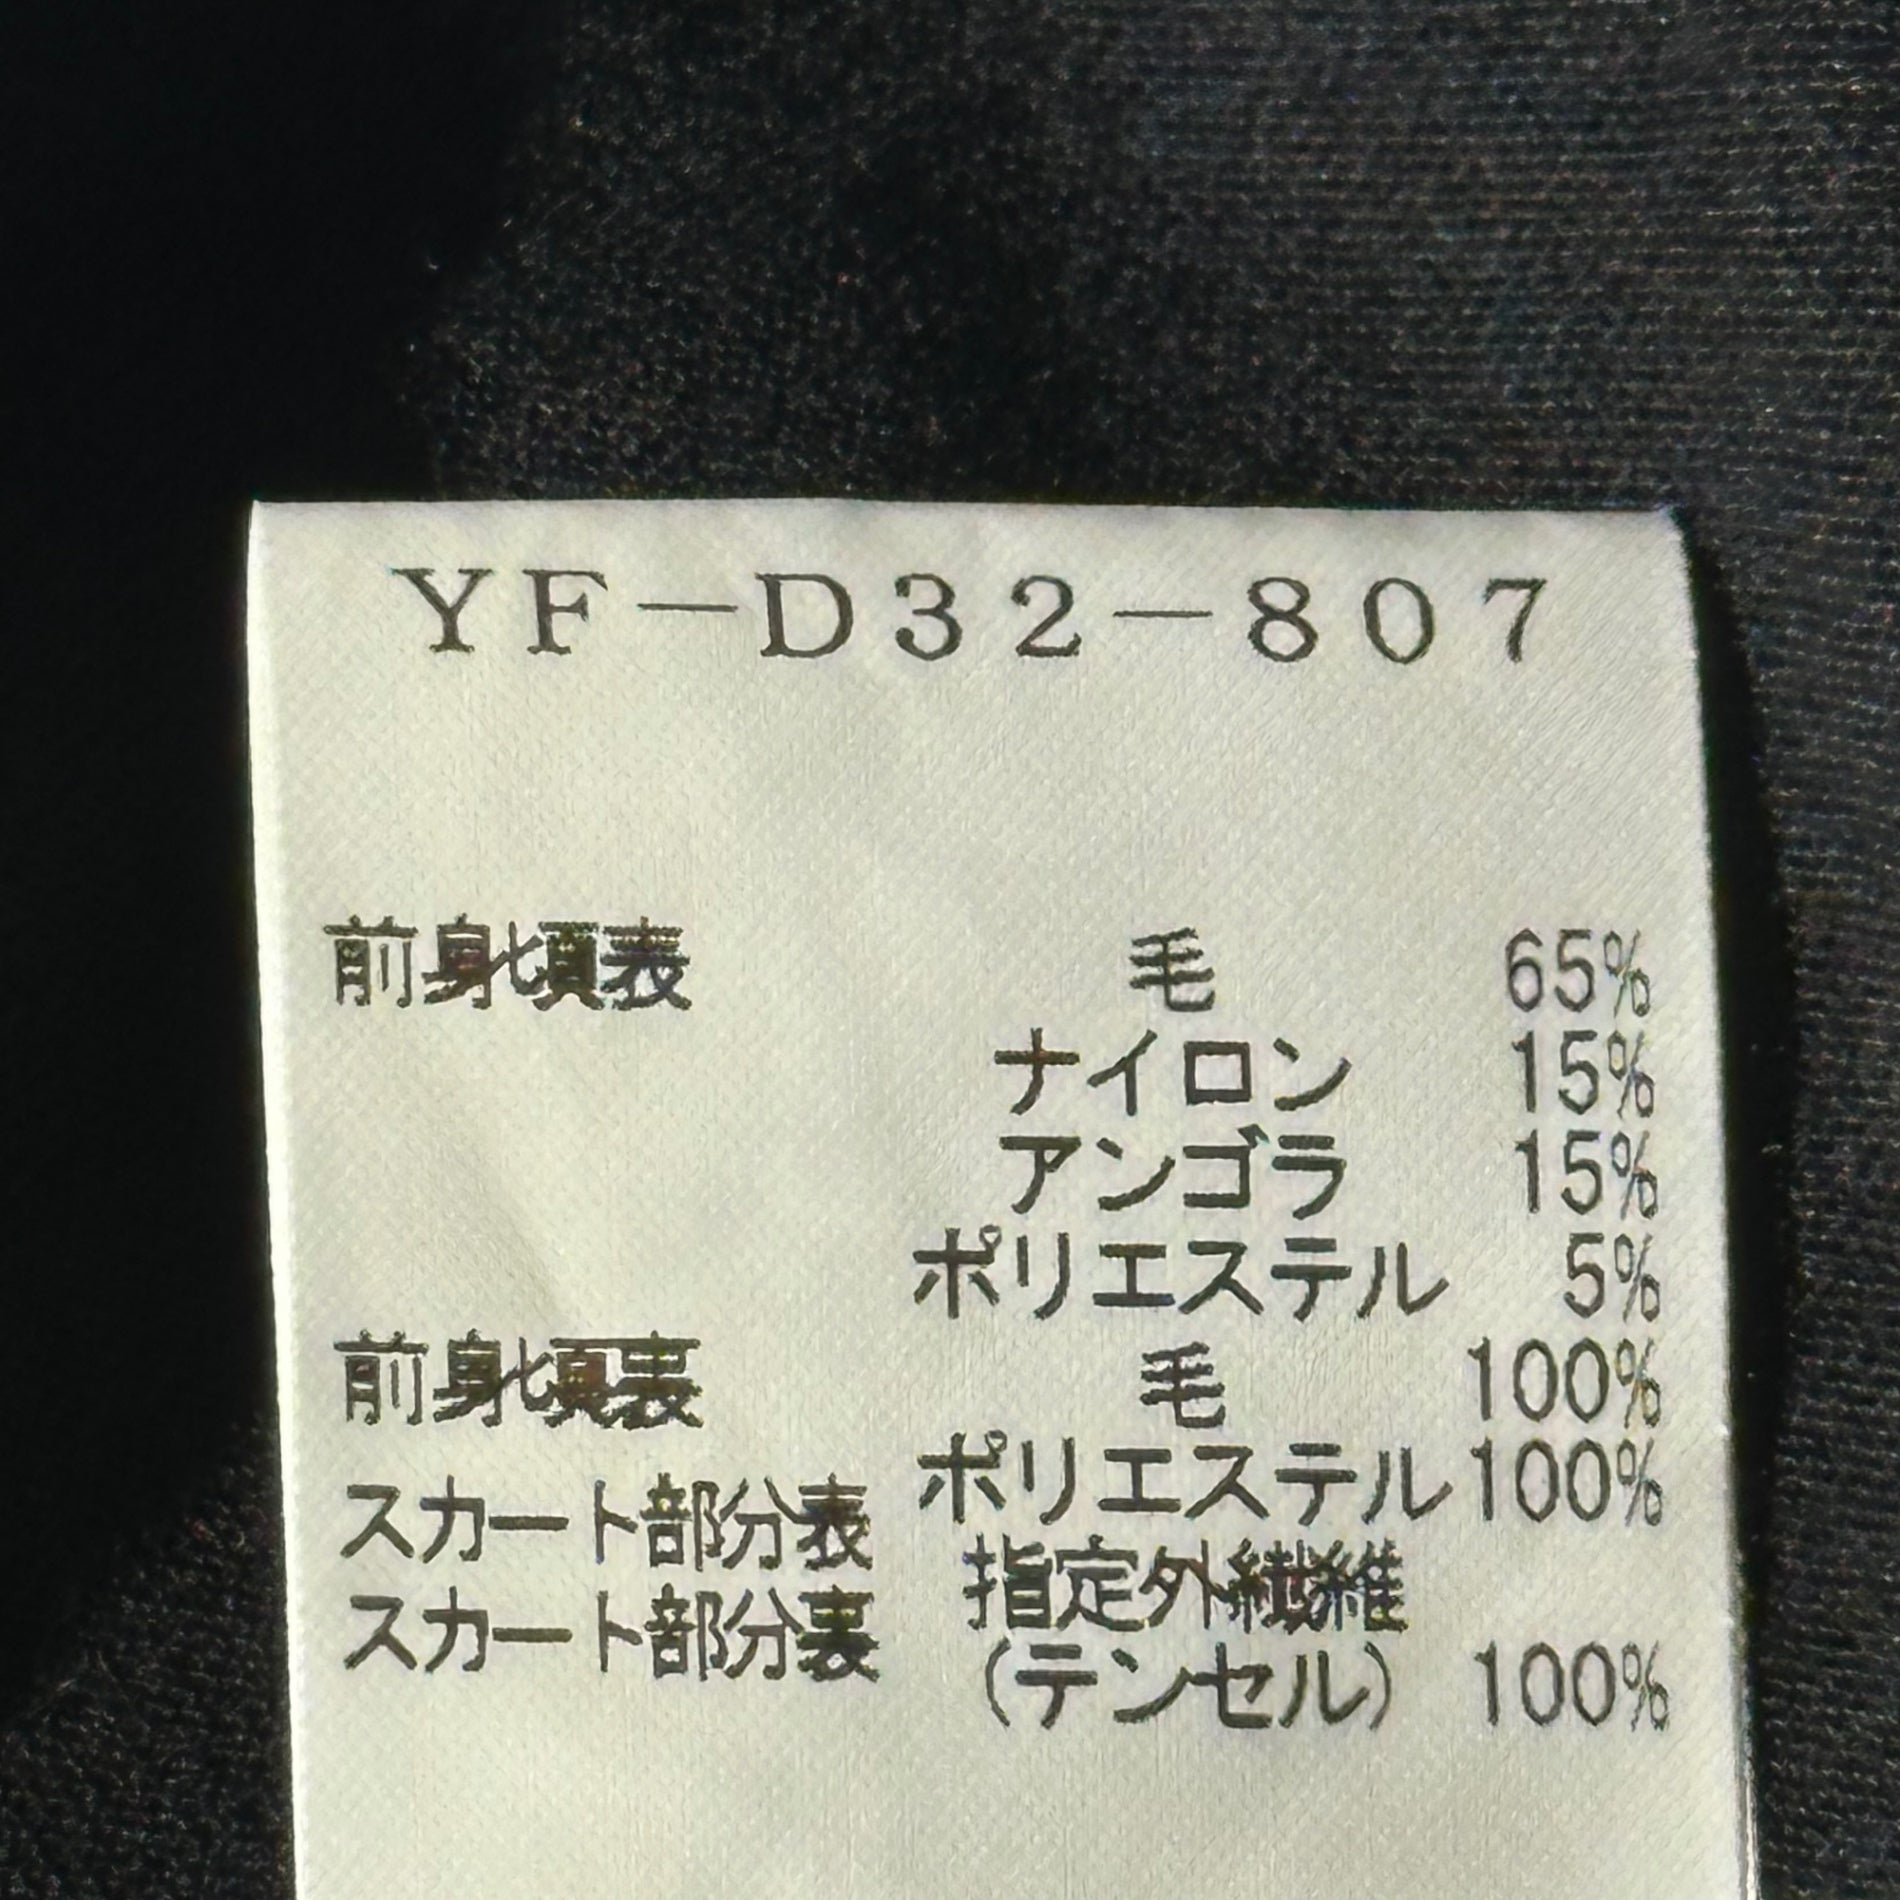 YF-D32-807
前身頃表 毛 65%
ナイロン 15%
アンゴラ 15%
ポリエステル 5%
前身頃裏 毛 100%
スカート部分表 ポリエステル 100%
スカート部分裏 指定外繊維
(テンセル) 100%